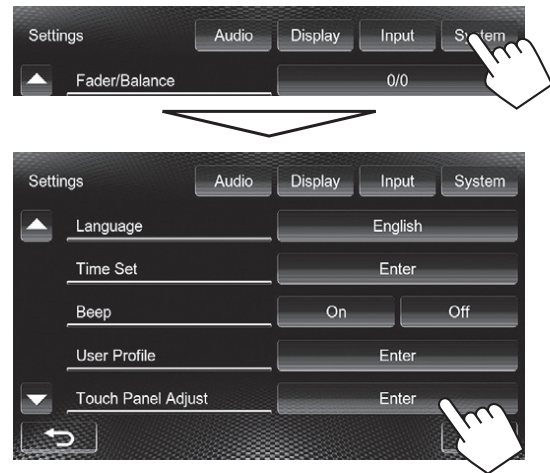 Settings Audio Display Input System
Fader/Balance 0/0
Settings Audio Display Input System
Language English
Time Set Enter
Beep On Off
User Profile Enter
Touch Panel Adjust Enter